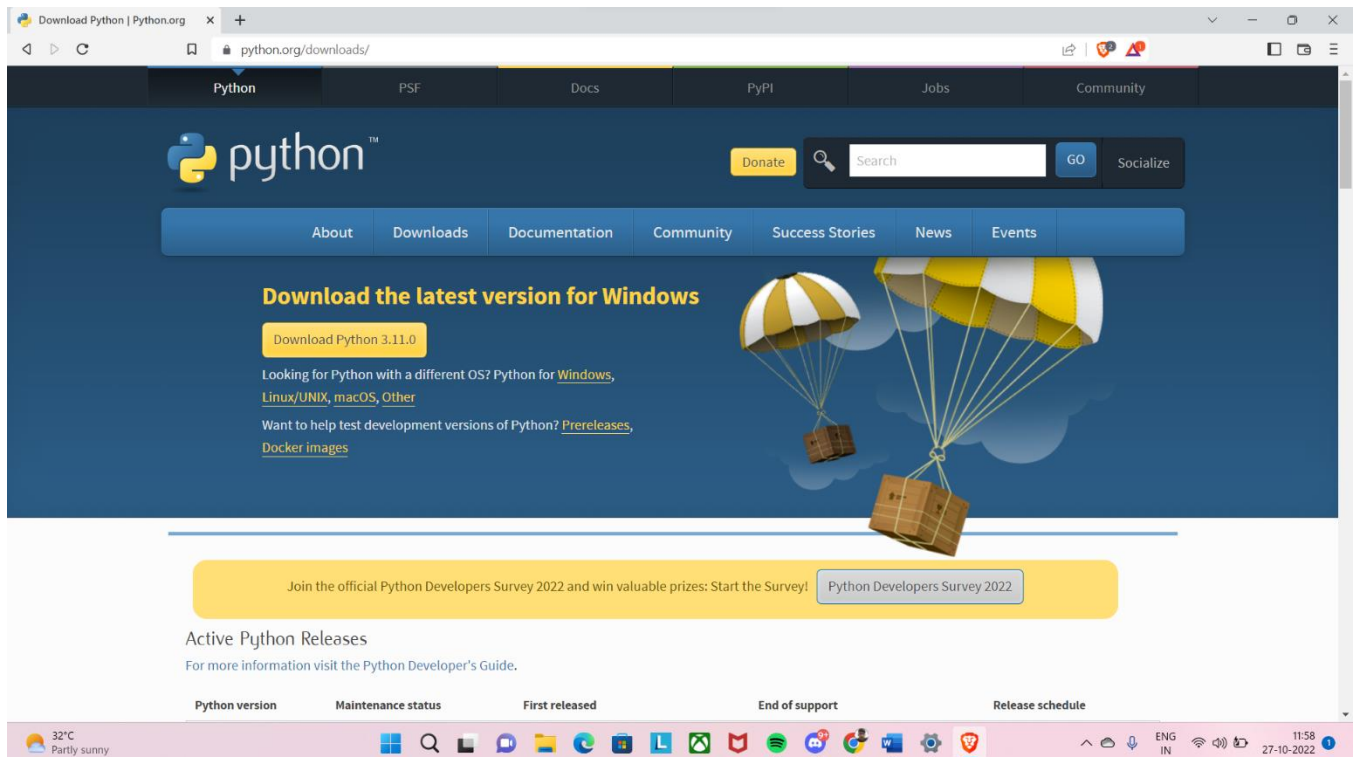 Download Python | Python.org
python.org/downloads/
Python PSF Docs PyPI Jobs Community
python™
Donate Search GO Socialize
About Downloads Documentation Community Success Stories News Events
Download the latest version for Windows
Download Python 3.11.0
Looking for Python with a different OS? Python for Windows,
Linux/UNIX, macOS, Other
Want to help test development versions of Python? Prereleases,
Docker images
Join the official Python Developers Survey 2022 and win valuable prizes: Start the Survey! Python Developers Survey 2022
Active Python Releases
For more information visit the Python Developer's Guide.
Python version Maintenance status First released End of support Release schedule
32°C
Partly sunny
ENG
IN
11:58
27-10-2022
1